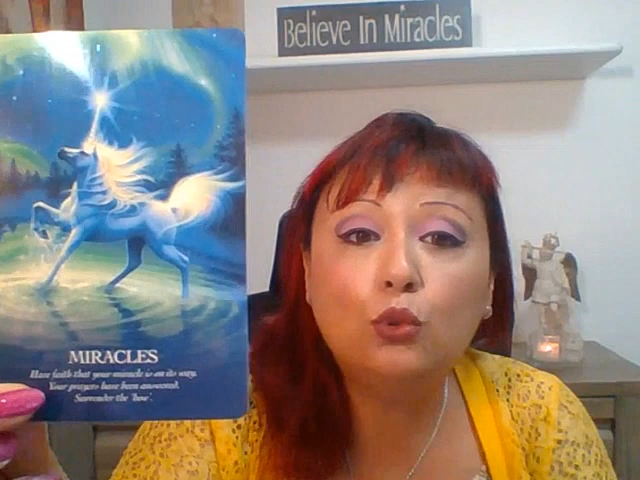 Believe In Miracles
MIRACLES
Have faith that your miracle is on its way.
Your prayers have been answered.
Surrender the 'how'.